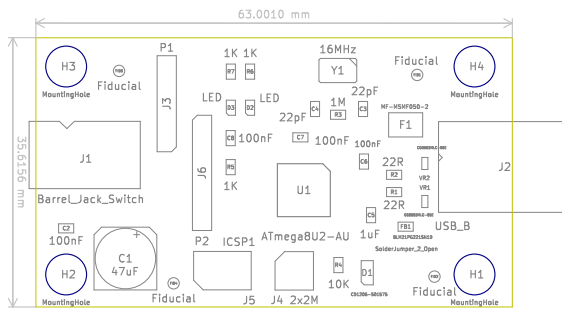 63.0010 mm
35.6156 mm
H3
MountingHole
FID5
Fiducial
P1
J3
1K 1K
R7
R6
16MHz
Y1
Fiducial
H4
MountingHole
LED
D3
D2
LED
22pF
C4
1M
R3
22pF
C3
MF-MSMF050-2
F1
J1
Barrel_Jack_Switch
J6
C8
100nF
C7
100nF
100nF
C6
R5
1K
U1
22R
R2
R1
22R
VR2
VR1
J2
USB_B
C5
1uF
FB1
BLM21PG221SN1D
SolderJumper_2_Open
C2
100nF
C1
47uF
+
P2
ICSP1
J5
ATmega8U2-AU
J4 2x2M
R4
10K
D1
H2
MountingHole
Fiducial
Fiducial
H1
MountingHole